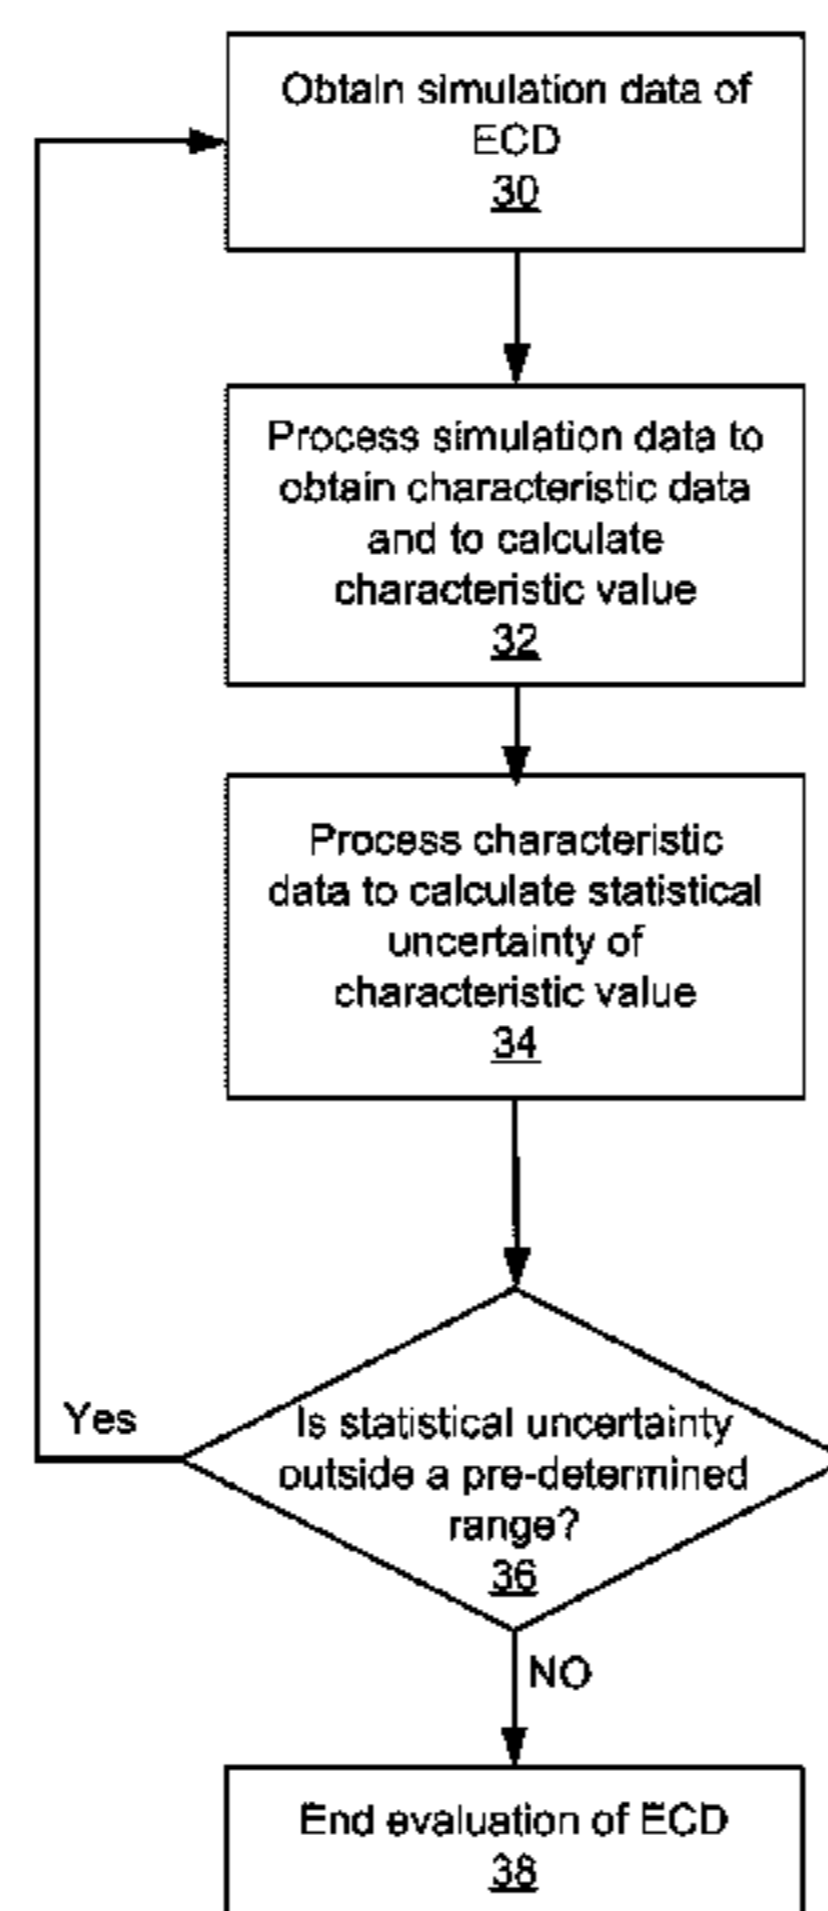 Obtain simulation data of
ECD
30
Process simulation data to
obtain characteristic data
and to calculate
characteristic value
32
Process characteristic
data to calculate statistical
uncertainty of
characteristic value
34
Yes
Is statistical uncertainty
outside a pre-determined
range?
36
NO
End evaluation of ECD
38